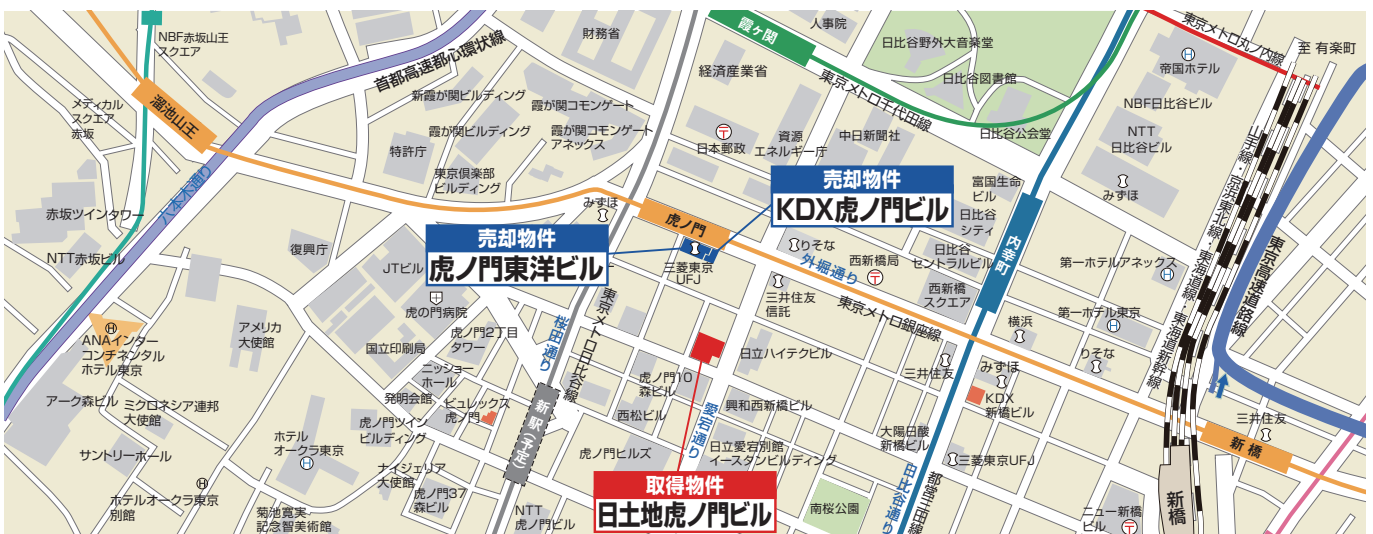 NBF赤坂山王
スクエア
首都高速都心環状線
財務省
霞ヶ関
人事院
日比谷野外大音楽堂
東京メトロ丸ノ内線
至 有楽町
帝国ホテル
経済産業省
日比谷図書館
メディカル
スクエア
赤坂
溜池山王
新霞が関ビルディング
霞が関コモンゲート
東京メトロ千代田線
NBF日比谷ビル
霞が関ビルディング
霞が関コモンゲート
アネックス
日本郵政
資源
エネルギー庁
中日新聞社
日比谷公会堂
NTT
日比谷ビル
特許庁
東京倶楽部
ビルディング
六本木通り
みずほ
売却物件
KDX虎ノ門ビル
富国生命
ビル
みずほ
山手線・京浜東北線・東海道線・東海道新幹線
東京高速道路線
赤坂ツインタワー
復興庁
売却物件
虎ノ門東洋ビル
虎ノ門
りそな
日比谷
シティ
内幸町
NTT赤坂ビル
JTビル
三菱東京
UFJ
外堀通り
西新橋局
日比谷
セントラルビル
第一ホテルアネックス
虎の門病院
東京メトロ日比谷線
三井住友
信託
東京メトロ銀座線
西新橋
スクエア
横浜
第一ホテル東京
ANAインター
コンチネンタル
ホテル東京
アメリカ
大使館
国立印刷局
虎ノ門2丁目
タワー
桜田通り
日立ハイテクビル
三井住友
みずほ
りそな
ニッショー
ホール
虎ノ門10
森ビル
KDX
新橋ビル
アーク森ビル
ミクロネシア連邦
大使館
発明会館
ビュレックス
虎ノ門
新駅(予定)
西松ビル
愛宕通り
興和西新橋ビル
三井住友
虎ノ門ツイン
ビルディング
大陽日酸
新橋ビル
新橋
サントリーホール
ホテル
オークラ東京
虎ノ門ヒルズ
日立愛宕別館
イースタンビルディング
三菱東京UFJ
ナイジェリア
大使館
取得物件
日土地虎ノ門ビル
日比谷通り
都営三田線
ホテルオークラ東京
別館
虎ノ門37
森ビル
菊池寛実
記念智美術館
NTT
虎ノ門ビル
南桜公園
ニュー新橋
ビル
新橋